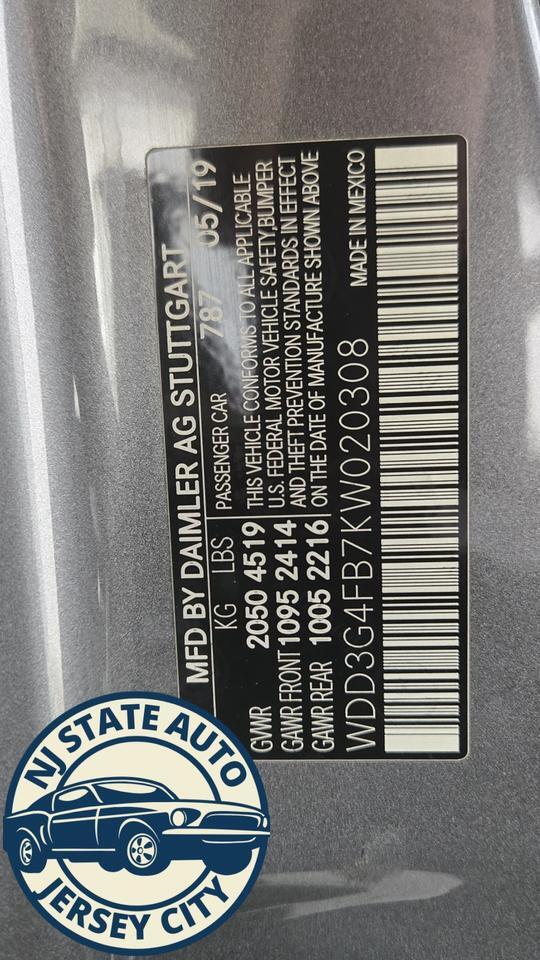 MFD BY DAIMLER AG STUTTGART
KG LBS PASSENGER CAR 787 05/19
GWWR 2050 4519 THIS VEHICLE CONFORMS TO ALL APPLICABLE
GAWR FRONT 1095 2414 U.S. FEDERAL MOTOR VEHICLE SAFETY,BUMPER
GAWR REAR 1005 2216 AND THEFT PREVENTION STANDARDS IN EFFECT
ON THE DATE OF MANUFACTURE SHOWN ABOVE
WDD3G4FB7KW020308 MADE IN MEXICO
NJ STATE AUTO
JERSEY CITY